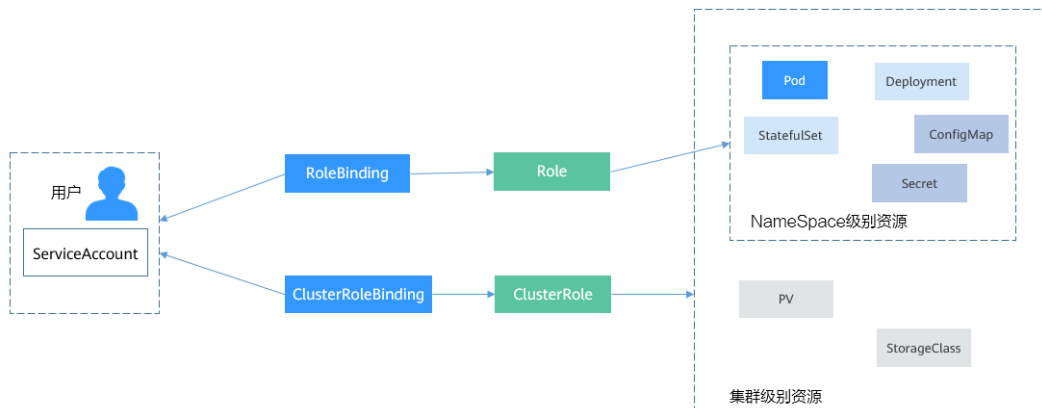 用户
ServiceAccount
RoleBinding
Role
ClusterRoleBinding
ClusterRole
Pod
Deployment
StatefulSet
ConfigMap
Secret
NameSpace级别资源
PV
StorageClass
集群级别资源